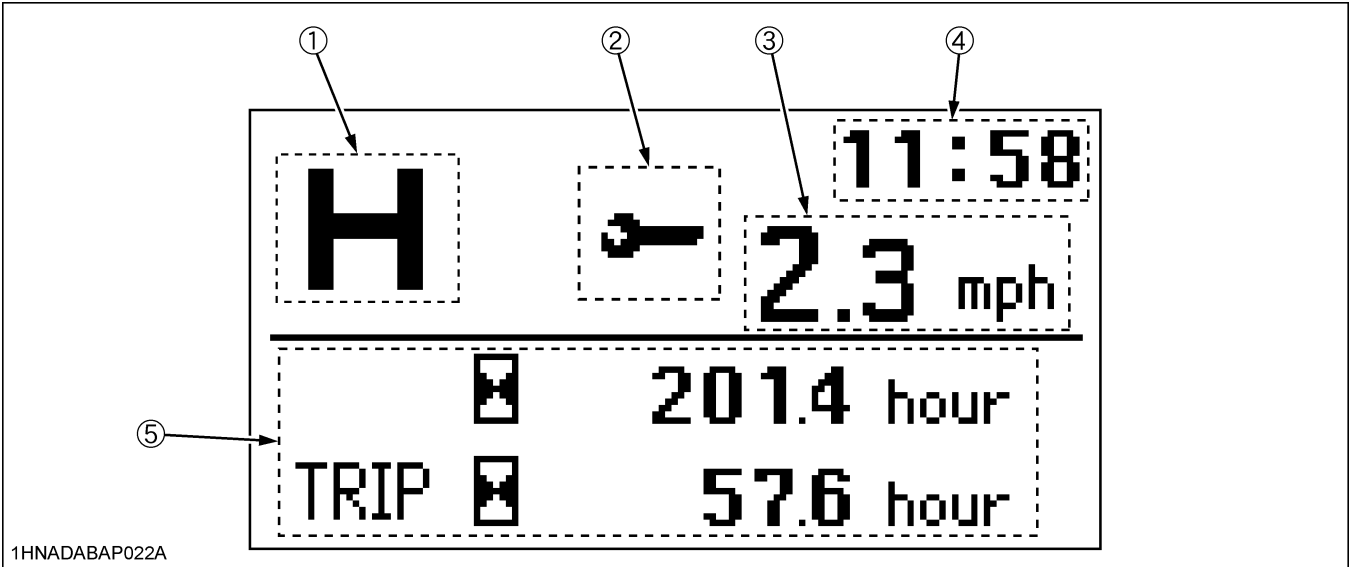 ① ② ③ ④
11:58
H
2.3 mph
201.4 hour
⑤
TRIP 57.6 hour
1HNADABAP022A